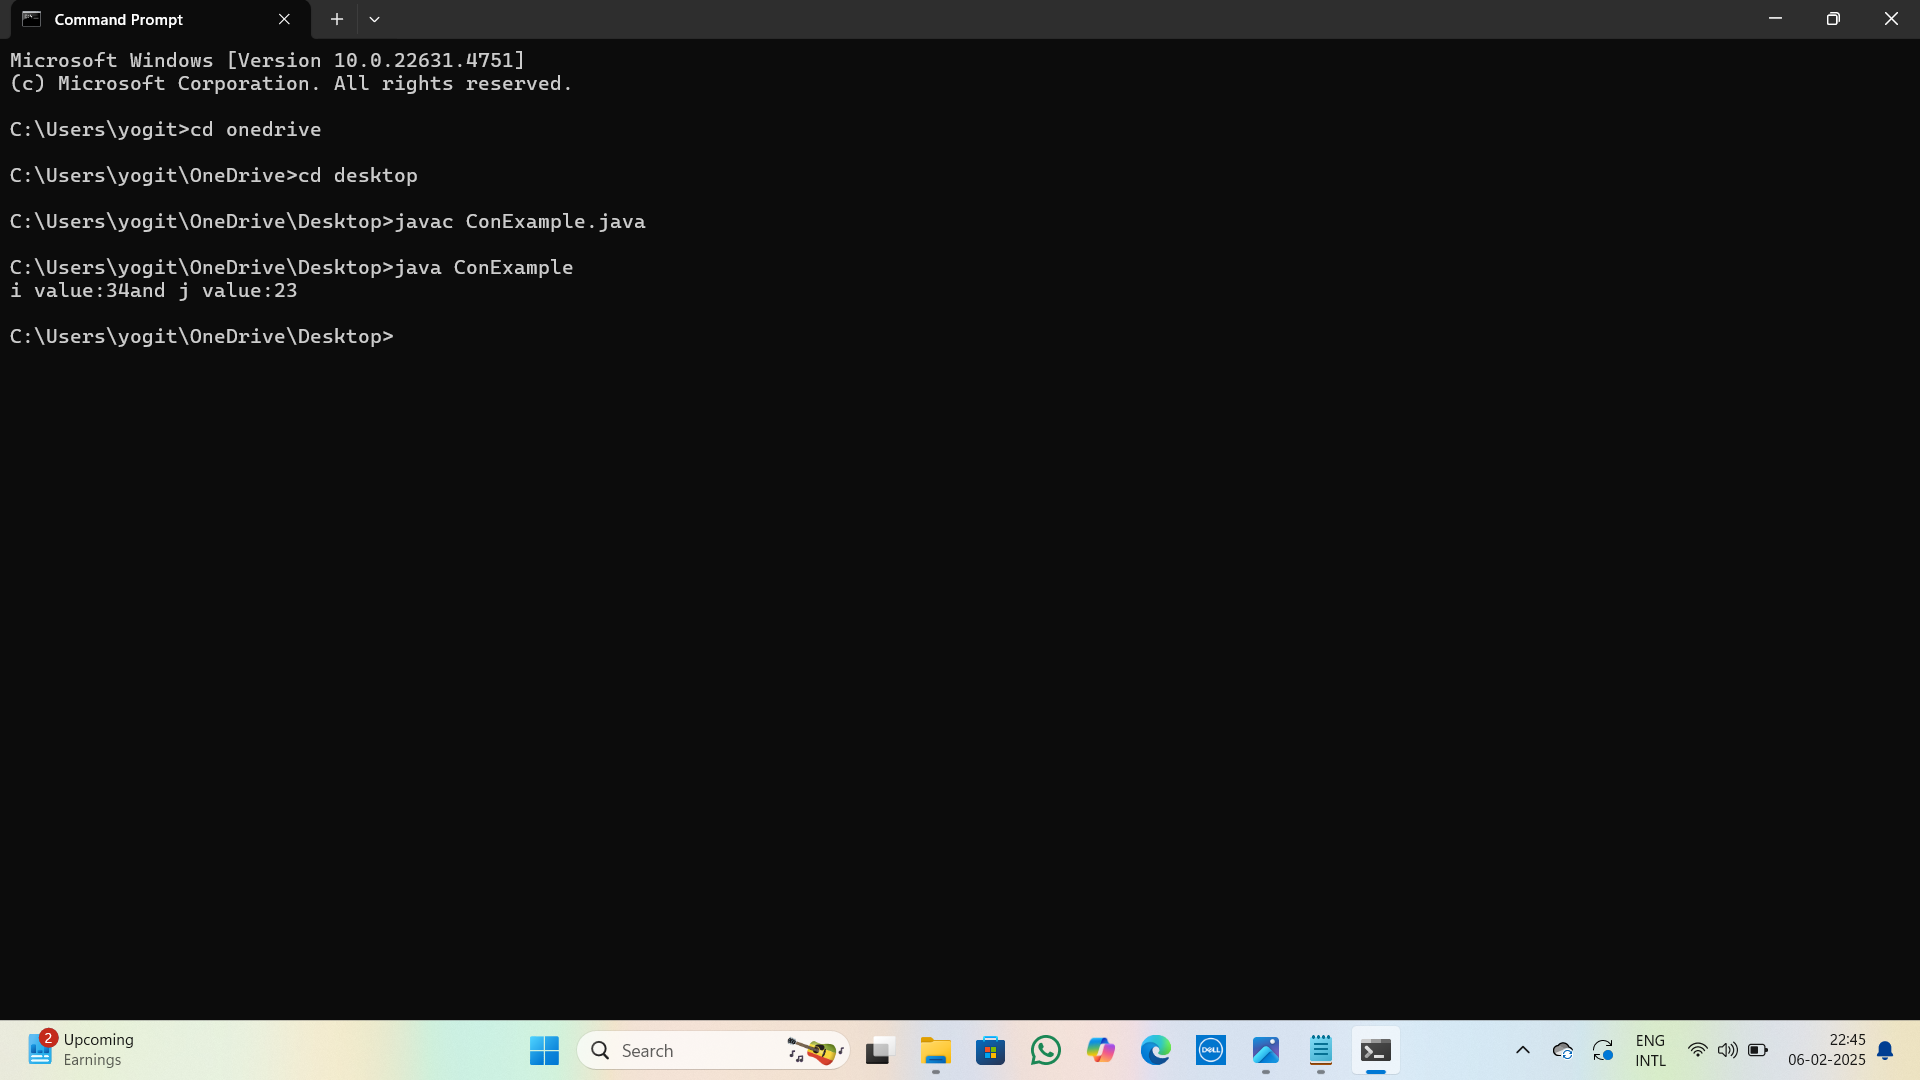 Command Prompt
Microsoft Windows [Version 10.0.22631.4751]
(c) Microsoft Corporation. All rights reserved.
C:\Users\yogit>cd onedrive
C:\Users\yogit\OneDrive>cd desktop
C:\Users\yogit\OneDrive\Desktop>javac ConExample.java
C:\Users\yogit\OneDrive\Desktop>java ConExample
i value:34and j value:23
C:\Users\yogit\OneDrive\Desktop>
2
Upcoming
Earnings
Search
DELL
ENG
INTL
22:45
06-02-2025